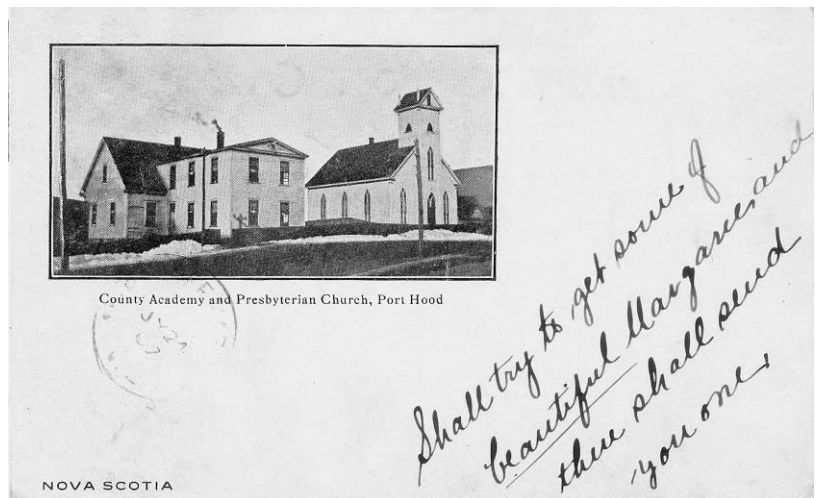 County Academy and Presbyterian Church, Port Hood
Shall try to get some of
beautiful Margaree, and
then shall send
you one.
NOVA SCOTIA